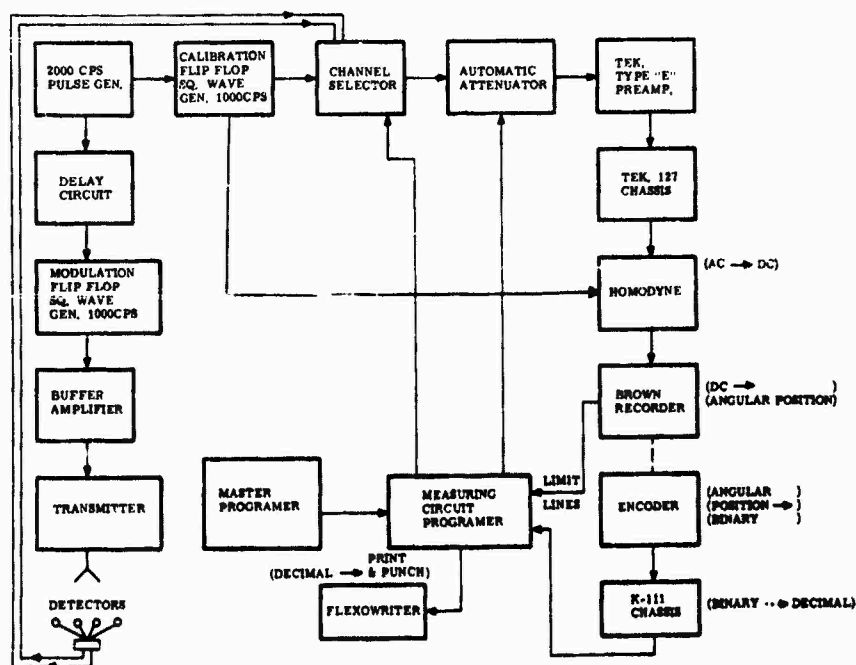 2000 CPS
PULSE GEN.
CALIBRATION
FLIP FLOP
SQ. WAVE
GEN. 1000CPS
CHANNEL
SELECTOR
AUTOMATIC
ATTENUATOR
TEK.
TYPE "E"
PREAMP.
DELAY
CIRCUIT
TEK. 127
CHASSIS
MODULATION
FLIP FLOP
SQ. WAVE
GEN. 1000CPS
HOMODYNE
(AC → DC)
BUFFER
AMPLIFIER
BROWN
RECORDER
(DC → )
(ANGULAR POSITION)
TRANSMITTER
MASTER
PROGRAMER
MEASURING
CIRCUIT
PROGRAMER
LIMIT
LINES
ENCODER
(ANGULAR )
(POSITION → )
(BINARY )
PRINT
(DECIMAL → & PUNCH)
DETECTORS
FLEXOWRITER
K-111
CHASSIS
(BINARY → DECIMAL)